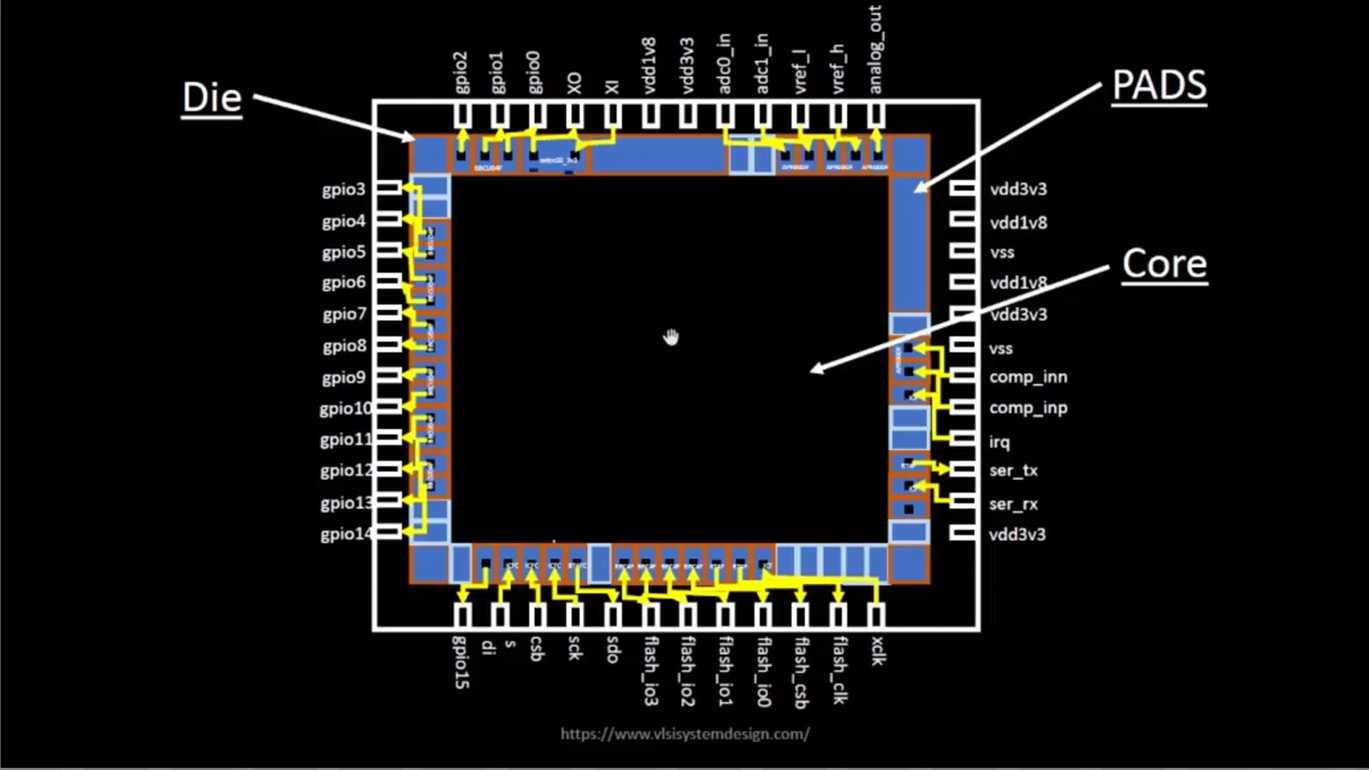 Die
PADS
Core
gpio2
gpio1
gpio0
XO
XI
vdd1v8
vdd3v3
adc0_in
adc1_in
vref_l
vref_h
analog_out
gpio3
gpio4
gpio5
gpio6
gpio7
gpio8
gpio9
gpio10
gpio11
gpio12
gpio13
gpio14
vdd3v3
vdd1v8
vss
vdd1v8
vdd3v3
vss
comp_inn
comp_inp
irq
ser_tx
ser_rx
vdd3v3
gpio15
di
s
csb
sck
sdo
flash_io3
flash_io2
flash_io1
flash_io0
flash_csb
flash_clk
xclk
https://www.vlsisystemdesign.com/